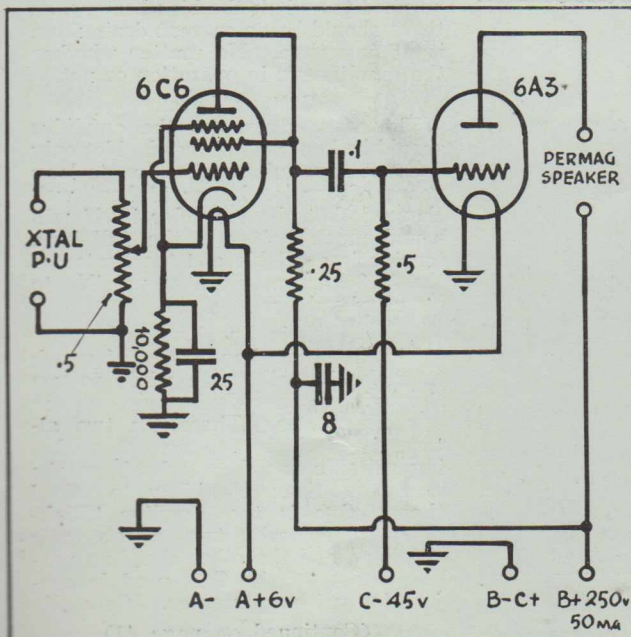 6C6
6A3
.1
PERMAG
SPEAKER
XTAL
P.U
.25
.5
.5
10,000
25
8
A- A+6v C-45v B-C+ B+250v
50MA